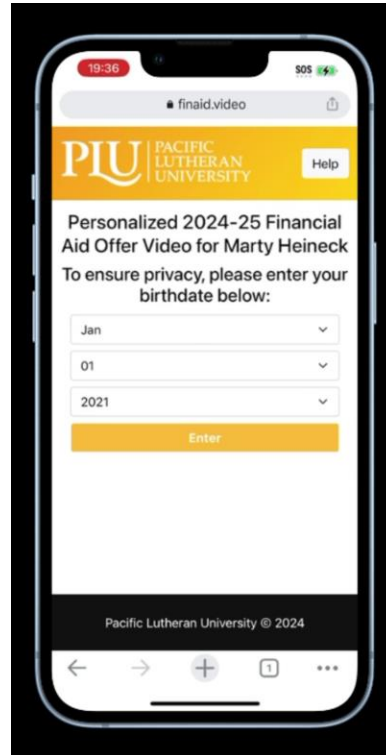 19:36
SOS
finaid.video
PLU
PACIFIC
LUTHERAN
UNIVERSITY
Help
Personalized 2024-25 Financial
Aid Offer Video for Marty Heineck
To ensure privacy, please enter your
birthdate below:
Jan
01
2021
Enter
Pacific Lutheran University © 2024
1